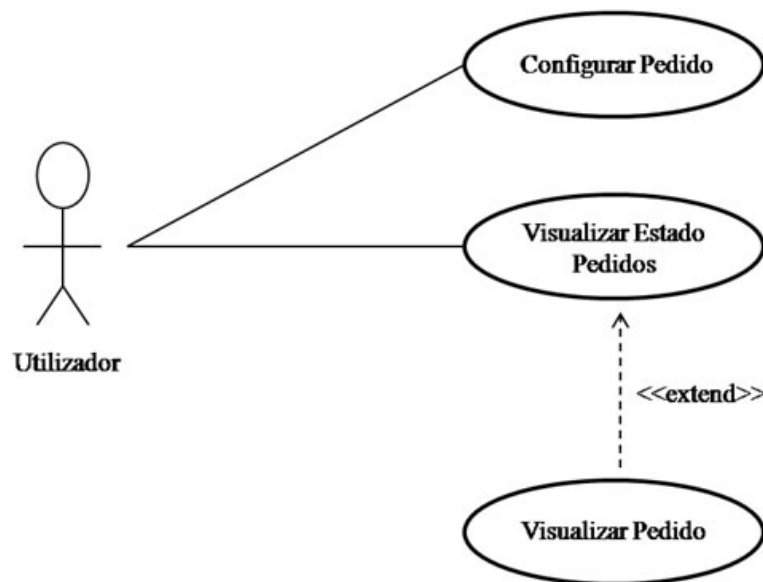 Configurar Pedido
Visualizar Estado
Pedidos
Utilizador
<<extend>>
Visualizar Pedido